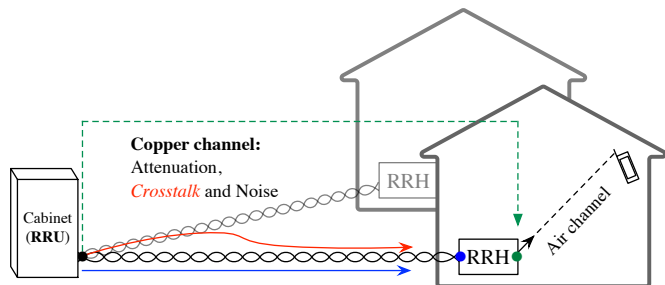 Copper channel:
Attenuation,
Crosstalk and Noise
RRH
Cabinet
(RRU)
RRH
Air channel